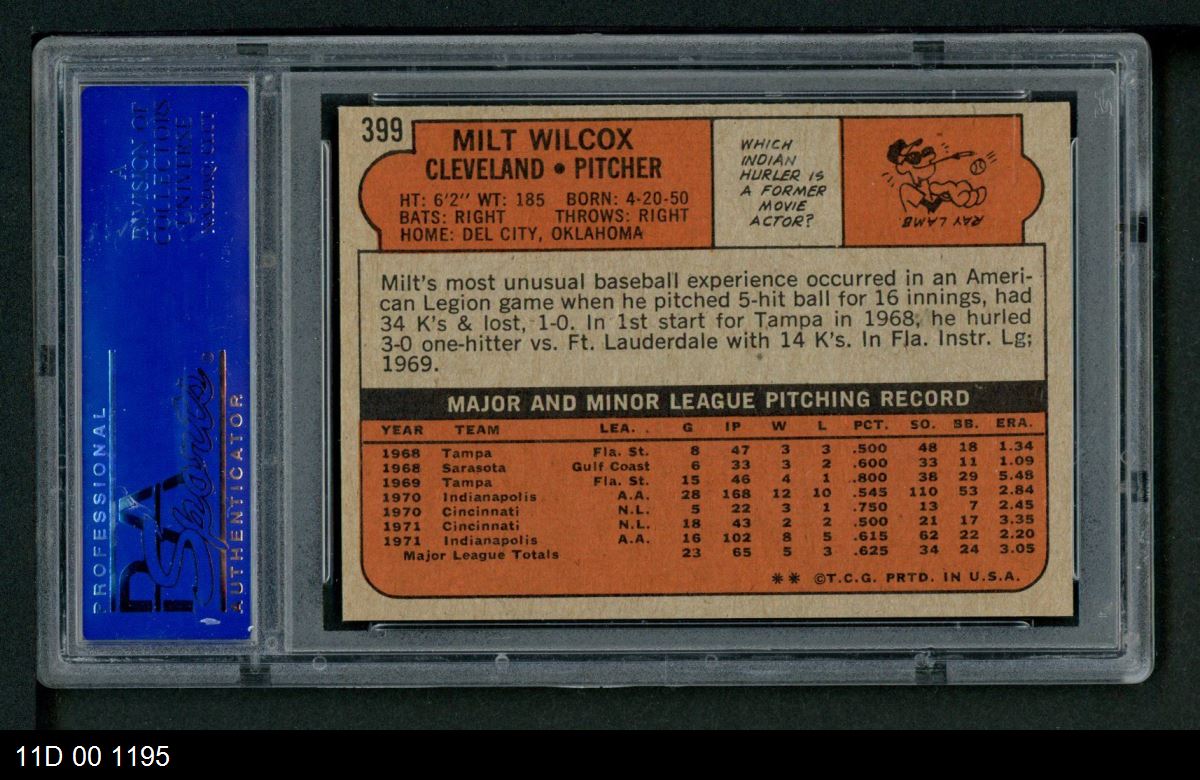 A
DIVISION OF
COLLECTORS
UNIVERSE
NASDAQ: CLCT
PROFESSIONAL
PSA
Sports
AUTHENTICATOR
399
MILT WILCOX
CLEVELAND • PITCHER
HT: 6'2" WT: 185 BORN: 4-20-50
BATS: RIGHT THROWS: RIGHT
HOME: DEL CITY, OKLAHOMA
WHICH
INDIAN
HURLER IS
A FORMER
MOVIE
ACTOR?
RAY LAMB
Milt's most unusual baseball experience occurred in an Ameri-
can Legion game when he pitched 5-hit ball for 16 innings, had
34 K's & lost, 1-0. In 1st start for Tampa in 1968, he hurled
3-0 one-hitter vs. Ft. Lauderdale with 14 K's. In Fla. Instr. Lg;
1969.
MAJOR AND MINOR LEAGUE PITCHING RECORD
YEAR TEAM LEA. G IP W L PCT. SO. BB. ERA.
1968 Tampa Fla. St. 8 47 3 3 .500 48 18 1.34
1968 Sarasota Gulf Coast 6 33 3 2 .600 33 11 1.09
1969 Tampa Fla. St. 15 46 4 1 .800 38 29 5.48
1970 Indianapolis A.A. 28 168 12 10 .545 110 53 2.84
1970 Cincinnati N.L. 5 22 3 1 .750 13 7 2.45
1971 Cincinnati N.L. 18 43 2 2 .500 21 17 3.35
1971 Indianapolis A.A. 16 102 8 5 .615 62 22 2.20
Major League Totals 23 65 5 3 .625 34 24 3.05
** ©T.C.G. PRTD. IN U.S.A.
11D 00 1195